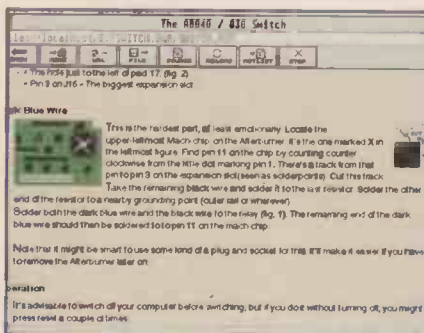 The AB040 / 030 Switch
SOURCE
RELOAD
HOTLIST
STOP
• The hole just to the left of pad 17. (fig. 2)
• Pin 3 on J16 - The biggest expansion slot
rk Blue Wire
This is the hardest part, at least emotionally. Locate the
upper-leftmost Mach-chip on the Afterburner. It's the one marked X in
the leftmost figure. Find pin 11 on the chip by counting counter
clockwise from the little dot marking pin 1. There's a track from that
pin to pin 3 on the expansion slot (seen as solderpoints). Cut this track.
Take the remaining black wire and solder it to the last resistor. Solder the other
end of the resistor to a nearby grounding point (outer rail or wherever).
Solder both the dark blue wire and the black wire to the relay (fig. 1). The remaining end of the dark
blue wire should then be soldered to to pin 11 on the mach chip.
Note that it might be smart to use some kind of a plug and socket for this. It'll make it easier if you have
to remove the Afterburner later on.
peration
It's advisable to switch off your computer before switching, but if you do it without turning off, you might
press reset a couple of times.